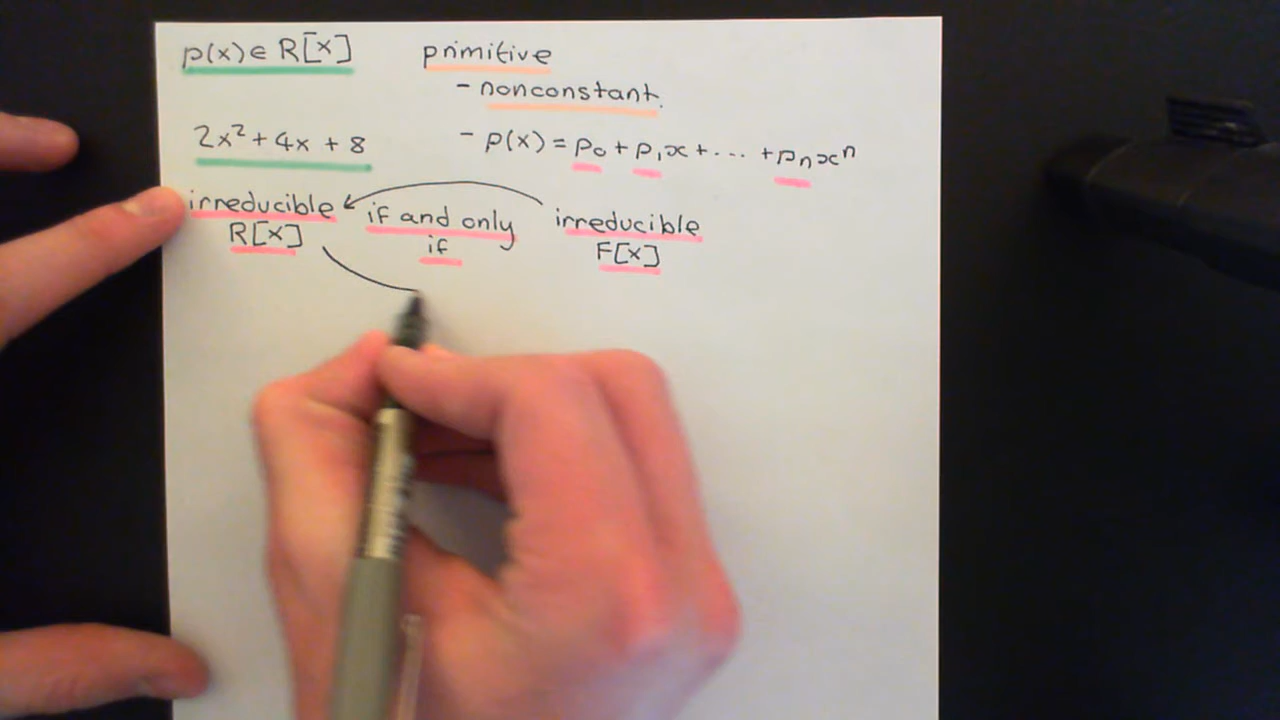 p(x) ∈ R[x] primitive
- nonconstant.
2x² + 4x + 8 - p(x) = p₀ + p₁x + ... + pₙxⁿ
irreducible if and only irreducible
R[x] if F[x]